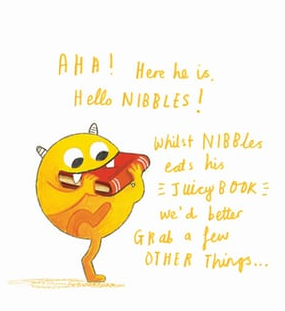 AHA! Here he is.
Hello NIBBLES!
Whilst NIBBLes
eats his
JUicy BOOK
we'd better
GRab a few
OTHER Things...